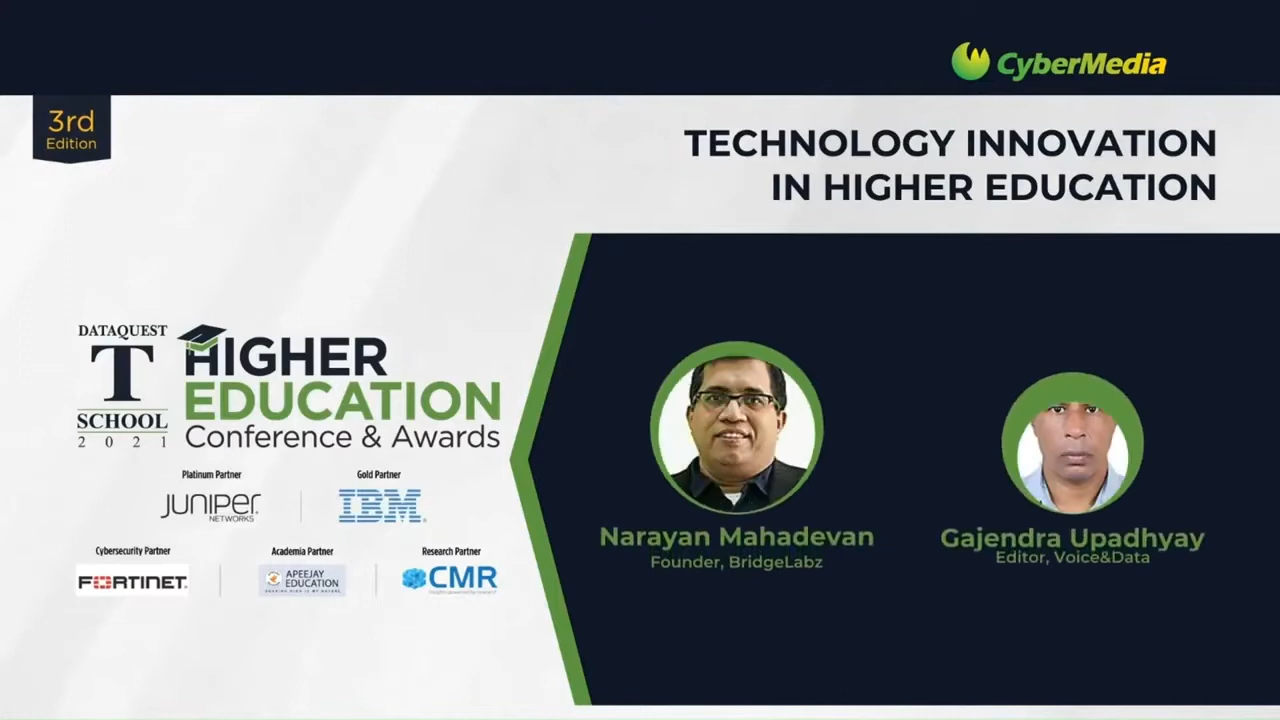 CyberMedia
3rd
Edition
TECHNOLOGY INNOVATION
IN HIGHER EDUCATION
DATAQUEST
T
SCHOOL
2021
HIGHER
EDUCATION
Conference & Awards
Platinum Partner
Gold Partner
JUNIPER
NETWORKS
IBM
Cybersecurity Partner
Academia Partner
Research Partner
FORTINET
APEEJAY
EDUCATION
CMR
Narayan Mahadevan
Founder, BridgeLabz
Gajendra Upadhyay
Editor, Voice&Data